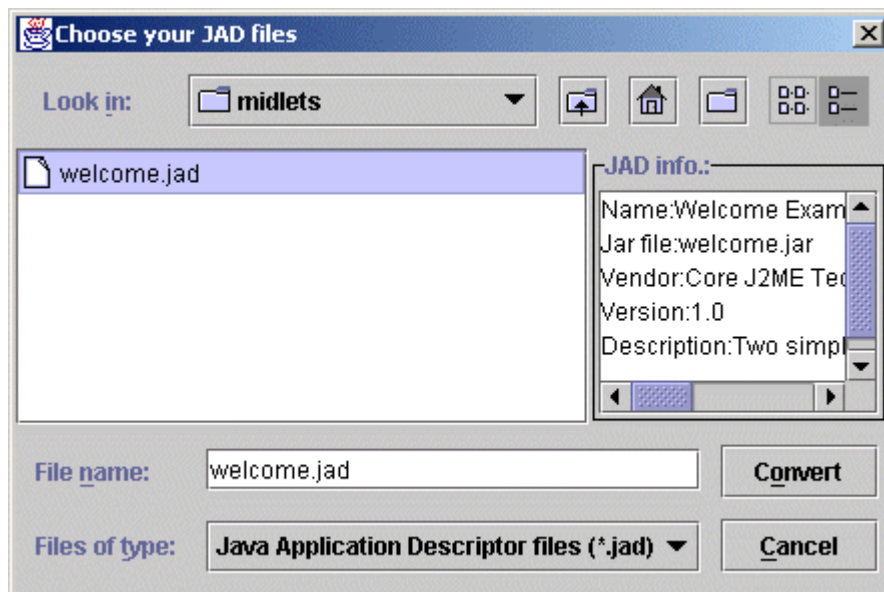 Choose your JAD files
Look in: midlets
welcome.jad
JAD info.:
Name:Welcome Exam
Jar file:welcome.jar
Vendor:Core J2ME Tec
Version:1.0
Description:Two simpl
File name: welcome.jad Convert
Files of type: Java Application Descriptor files (*.jad) Cancel